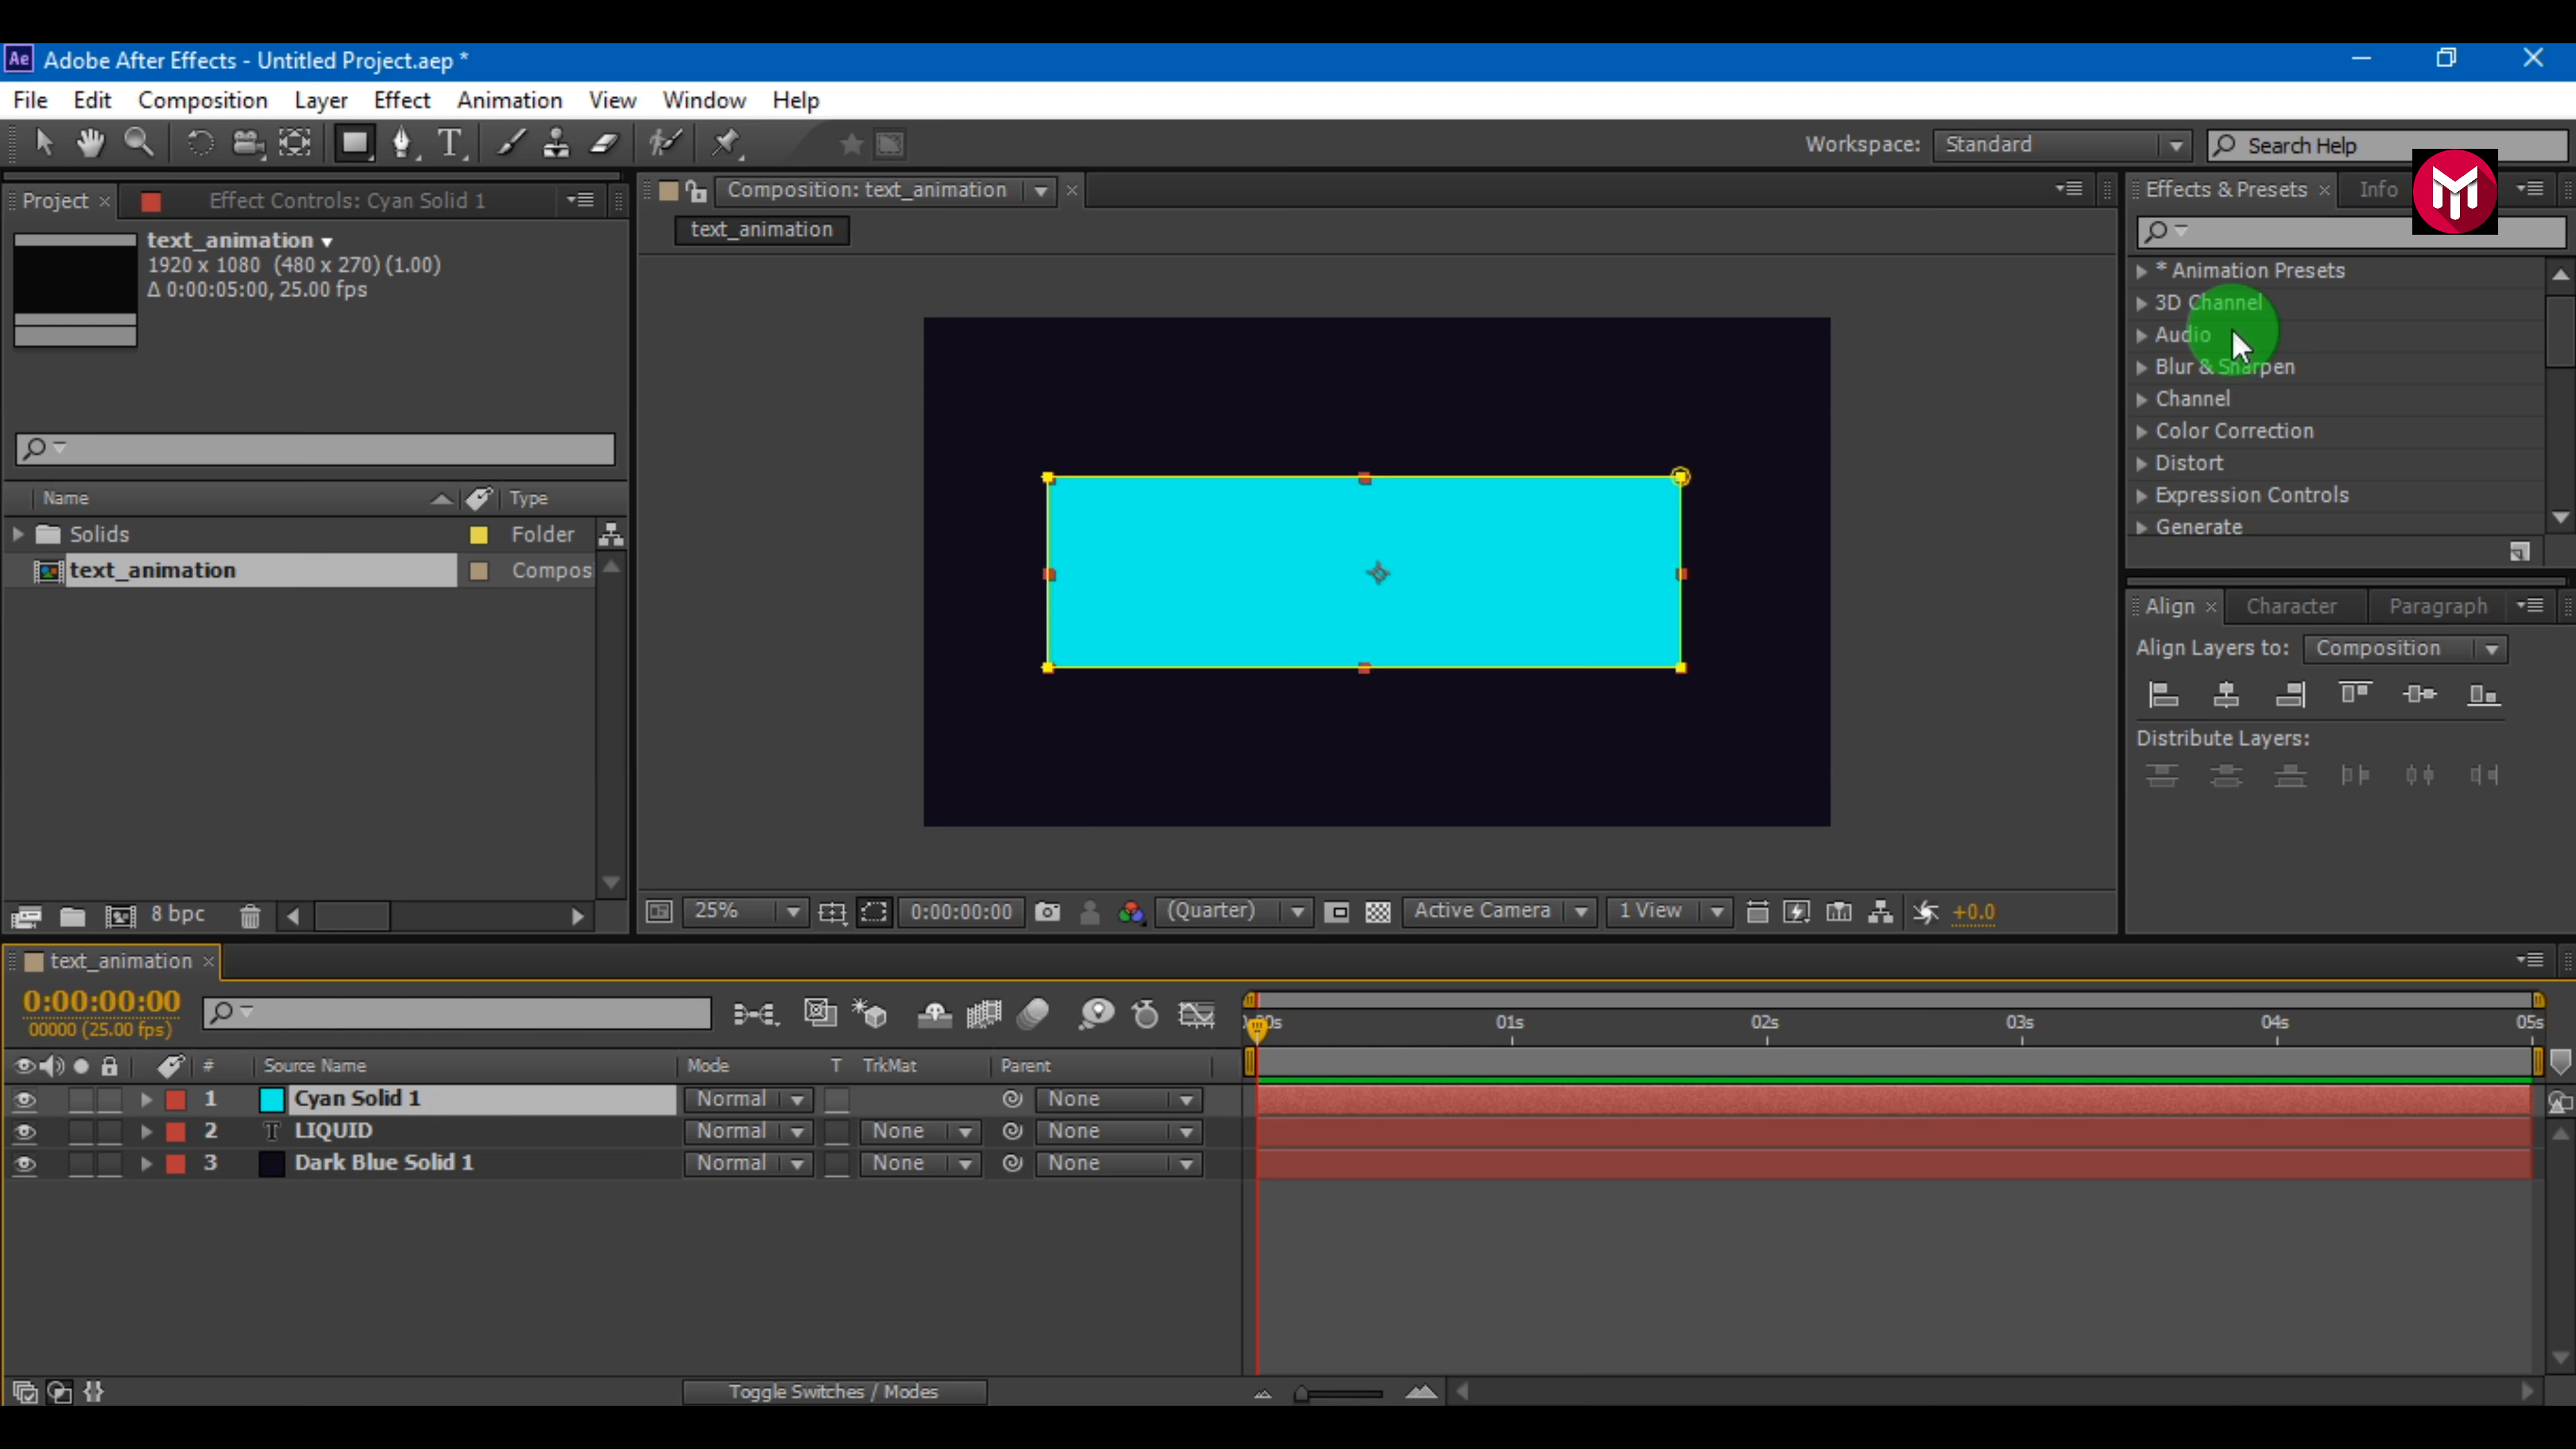 Ae Adobe After Effects - Untitled Project.aep *
File Edit Composition Layer Effect Animation View Window Help
Workspace: Standard Search Help
Project × Effect Controls: Cyan Solid 1
Composition: text_animation ×
Effects & Presets × Info
text_animation
1920 x 1080 (480 x 270) (1.00)
Δ 0:00:05:00, 25.00 fps
text_animation
* Animation Presets
3D Channel
Audio
Blur & Sharpen
Channel
Color Correction
Distort
Expression Controls
Generate
Name Type
Solids Folder
text_animation Compos
Align × Character Paragraph
Align Layers to: Composition
Distribute Layers:
8 bpc
25% 0:00:00:00 (Quarter) Active Camera 1 View +0.0
text_animation ×
0:00:00:00
00000 (25.00 fps)
01s 02s 03s 04s 05s
# Source Name Mode T TrkMat Parent
1 Cyan Solid 1 Normal None
2 T LIQUID Normal None None
3 Dark Blue Solid 1 Normal None None
Toggle Switches / Modes